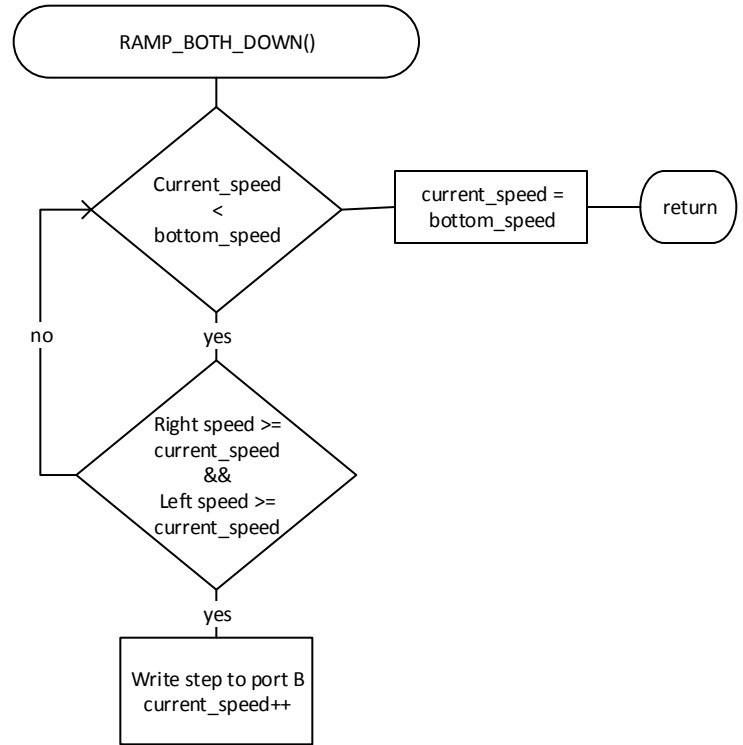 RAMP_BOTH_DOWN()
Current_speed
<
bottom_speed
current_speed =
bottom_speed
return
no
yes
Right speed >=
current_speed
&&
Left speed >=
current_speed
yes
Write step to port B
current_speed++